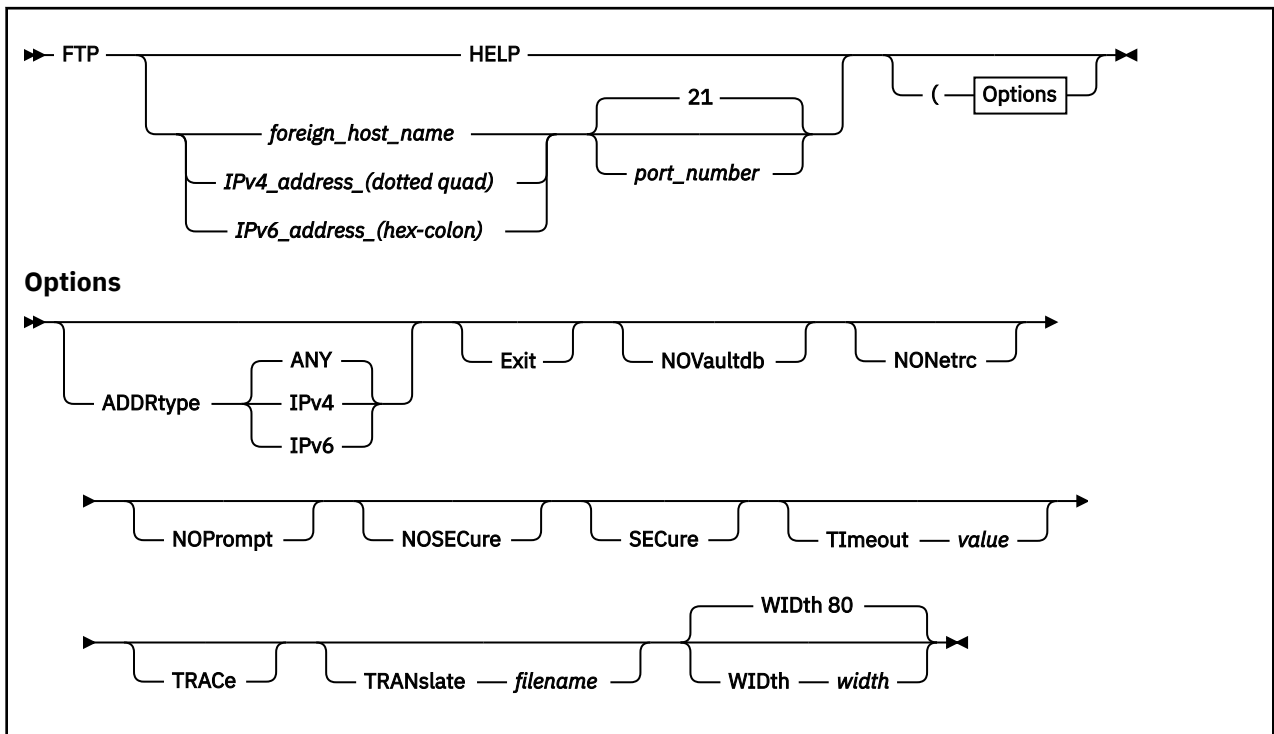 FTP HELP
21
( Options
foreign_host_name
port_number
IPv4_address_(dotted quad)
IPv6_address_(hex-colon)
Options
ANY
Exit NOVaultdb NONetrc
ADDRtype IPv4
IPv6
NOPrompt NOSECure SECure TImeout value
WIDth 80
TRACe TRANslate filename WIDth width